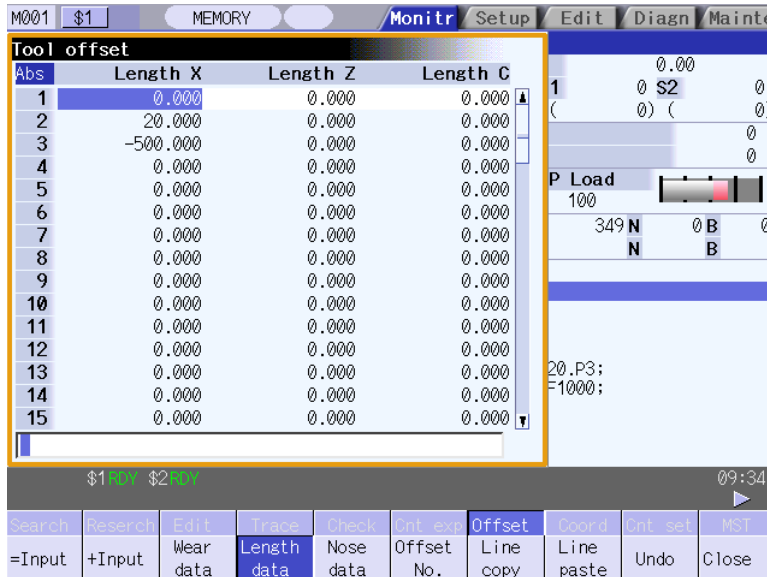 M001 $1 MEMORY Monitr Setup Edit Diagn Mainte
Tool offset
Abs Length X Length Z Length C
1 0.000 0.000 0.000
2 20.000 0.000 0.000
3 -500.000 0.000 0.000
4 0.000 0.000 0.000
5 0.000 0.000 0.000
6 0.000 0.000 0.000
7 0.000 0.000 0.000
8 0.000 0.000 0.000
9 0.000 0.000 0.000
10 0.000 0.000 0.000
11 0.000 0.000 0.000
12 0.000 0.000 0.000
13 0.000 0.000 0.000
14 0.000 0.000 0.000
15 0.000 0.000 0.000
0.00
1 0 S2 0
( 0) ( 0)
0
0
P Load
100
349 N 0 B 0
N B
20.P3;
F1000;
$1 RDY $2 RDY 09:34
Search Reserch Edit Trace Check Cnt exp Offset Coord Cnt set MST
=Input +Input Wear data Length data Nose data Offset No. Line copy Line paste Undo Close